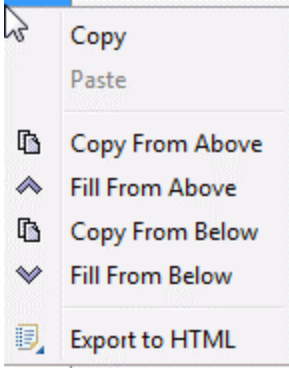 Copy
Paste
Copy From Above
Fill From Above
Copy From Below
Fill From Below
Export to HTML